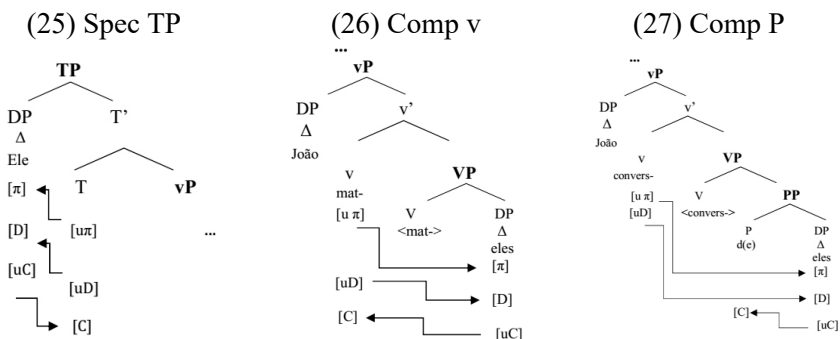 (25) Spec TP
TP
DP T’
Δ
Ele
[π] T vP
[D] [uπ] ...
[uC] [uD]
[C]
(26) Comp v
...
vP
DP v’
Δ
João
v VP
mat-
[u π] V DP
<mat-> Δ
eles
[π]
[uD] [D]
[C] [uC]
(27) Comp P
...
vP
DP v’
Δ
João
v VP
convers-
[u π] V PP
[uD] <convers->
P DP
d(e) Δ
eles
[π]
[D]
[C] [uC]